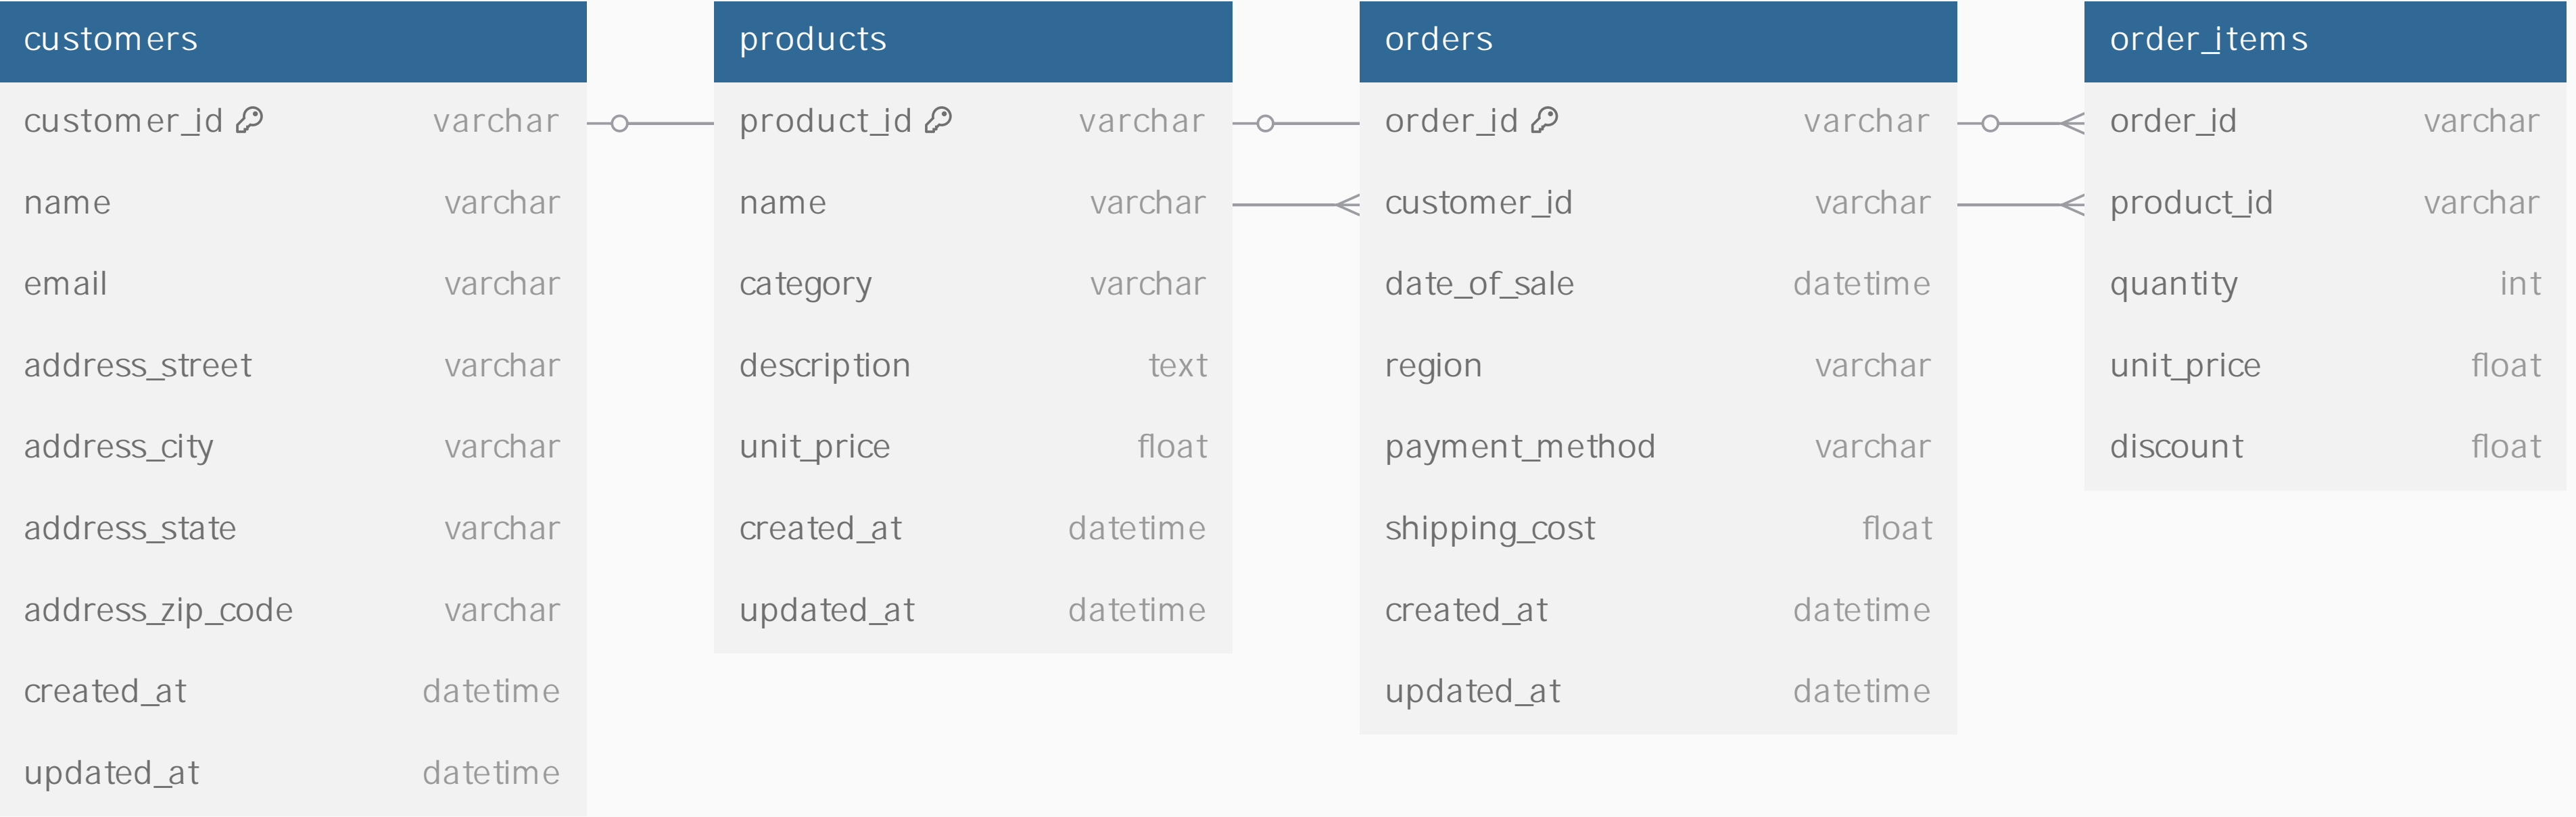 customers
customer_id varchar
name varchar
email varchar
address_street varchar
address_city varchar
address_state varchar
address_zip_code varchar
created_at datetime
updated_at datetime
products
product_id varchar
name varchar
category varchar
description text
unit_price float
created_at datetime
updated_at datetime
orders
order_id varchar
customer_id varchar
date_of_sale datetime
region varchar
payment_method varchar
shipping_cost float
created_at datetime
updated_at datetime
order_items
order_id varchar
product_id varchar
quantity int
unit_price float
discount float